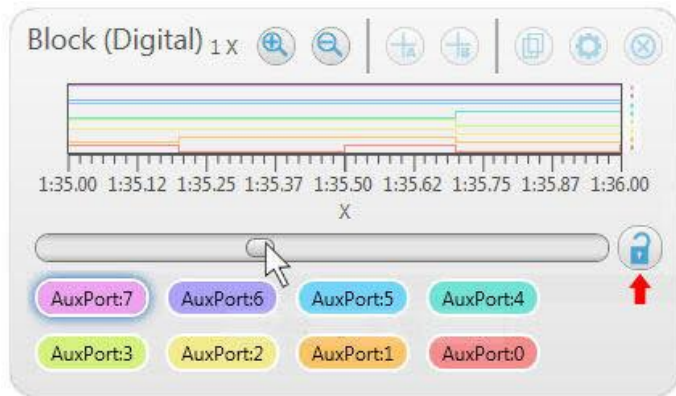 Block (Digital) 1 X
A B
1:35.00 1:35.12 1:35.25 1:35.37 1:35.50 1:35.62 1:35.75 1:35.87 1:36.00
X
AuxPort:7 AuxPort:6 AuxPort:5 AuxPort:4
AuxPort:3 AuxPort:2 AuxPort:1 AuxPort:0